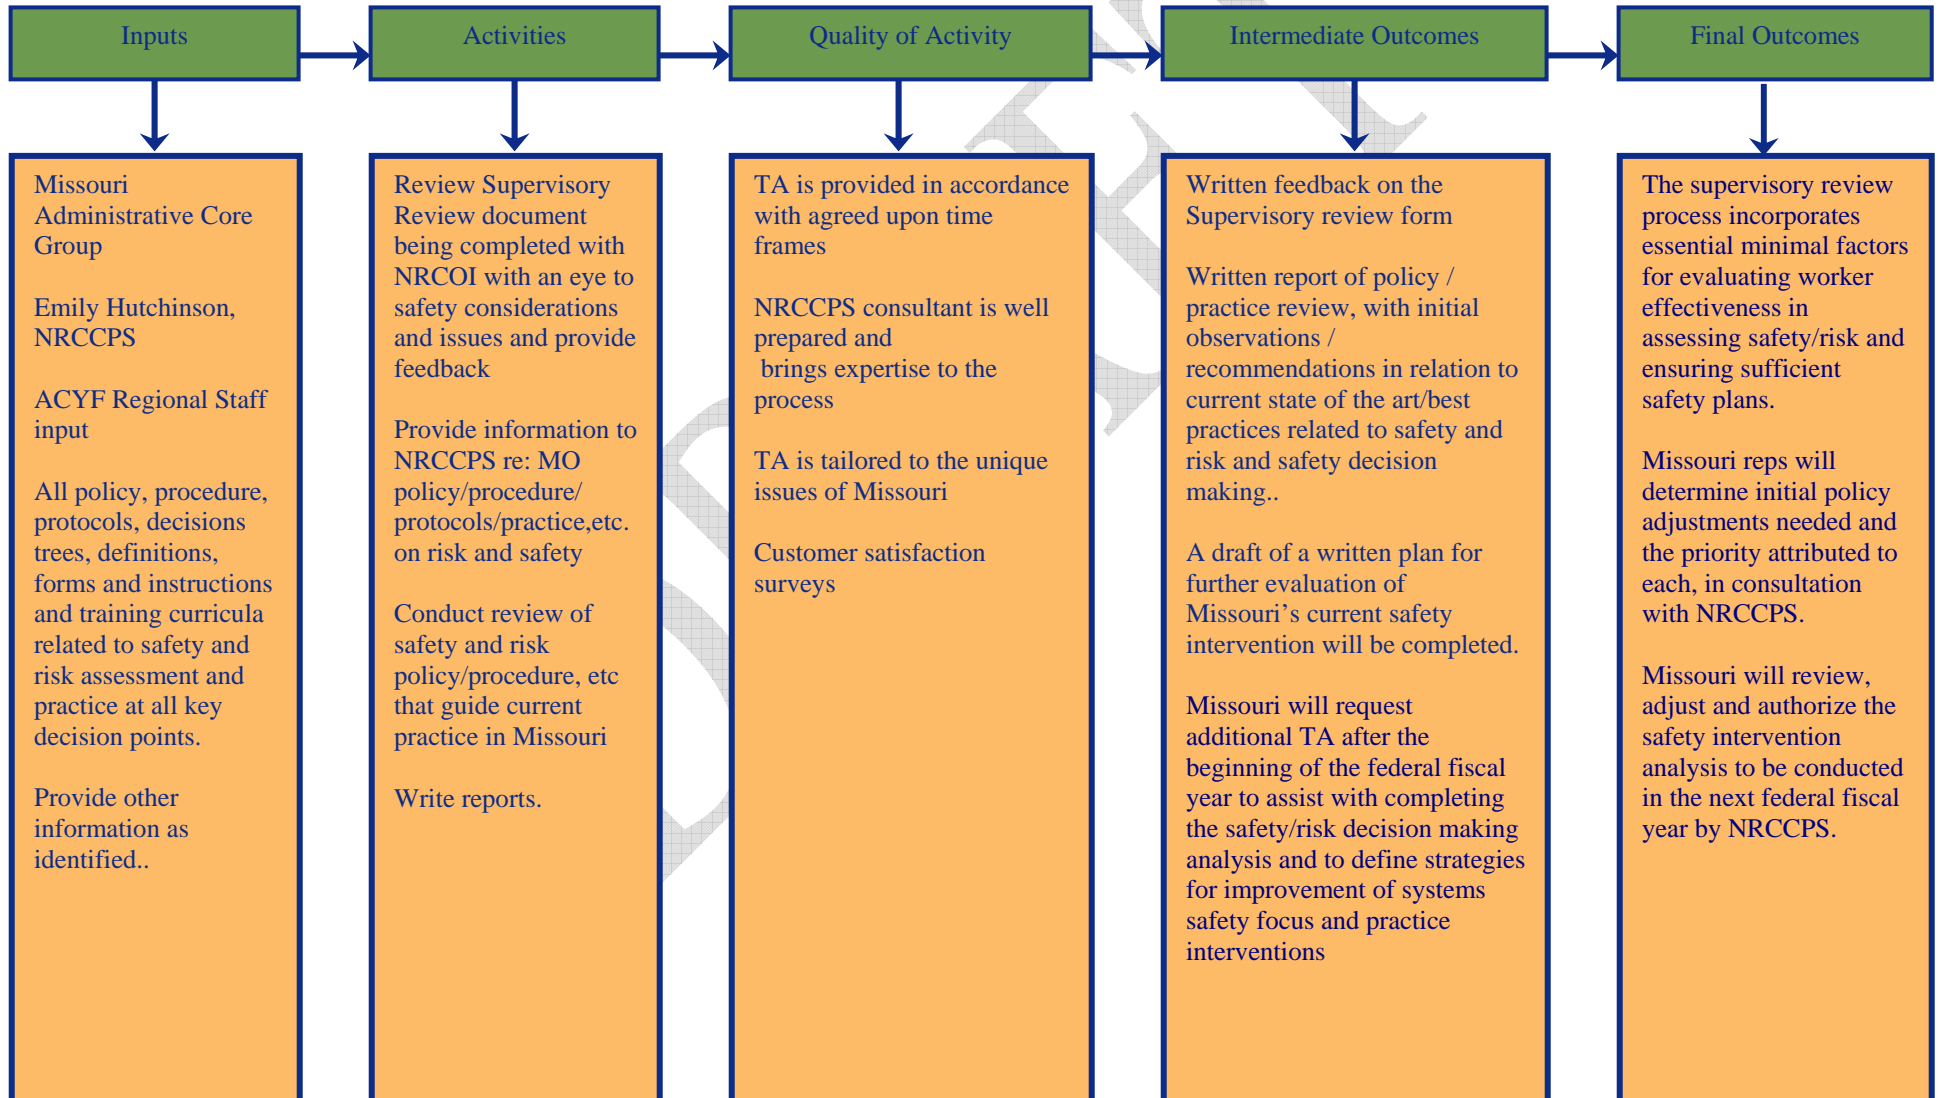 Inputs
Activities
Quality of Activity
Intermediate Outcomes
Final Outcomes
Missouri
Administrative Core
Group
Emily Hutchinson,
NRCCPS
ACYF Regional Staff
input
All policy, procedure,
protocols, decisions
trees, definitions,
forms and instructions
and training curricula
related to safety and
risk assessment and
practice at all key
decision points.
Provide other
information as
identified..
Review Supervisory
Review document
being completed with
NRCOI with an eye to
safety considerations
and issues and provide
feedback
Provide information to
NRCCPS re: MO
policy/procedure/
protocols/practice,etc.
on risk and safety
Conduct review of
safety and risk
policy/procedure, etc
that guide current
practice in Missouri
Write reports.
TA is provided in accordance
with agreed upon time
frames
NRCCPS consultant is well
prepared and
brings expertise to the
process
TA is tailored to the unique
issues of Missouri
Customer satisfaction
surveys
Written feedback on the
Supervisory review form
Written report of policy /
practice review, with initial
observations /
recommendations in relation to
current state of the art/best
practices related to safety and
risk and safety decision
making..
A draft of a written plan for
further evaluation of
Missouri's current safety
intervention will be completed.
Missouri will request
additional TA after the
beginning of the federal fiscal
year to assist with completing
the safety/risk decision making
analysis and to define strategies
for improvement of systems
safety focus and practice
interventions
The supervisory review
process incorporates
essential minimal factors
for evaluating worker
effectiveness in
assessing safety/risk and
ensuring sufficient
safety plans.
Missouri reps will
determine initial policy
adjustments needed and
the priority attributed to
each, in consultation
with NRCCPS.
Missouri will review,
adjust and authorize the
safety intervention
analysis to be conducted
in the next federal fiscal
year by NRCCPS.